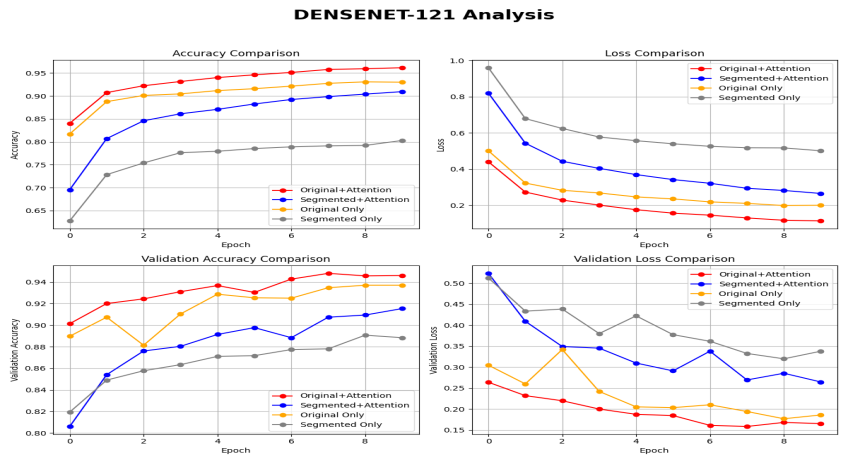 DENSENET-121 Analysis
Accuracy Comparison
Accuracy
0.95
0.90
0.85
0.80
0.75
0.70
0.65
Original+Attention
Segmented+Attention
Original Only
Segmented Only
0 2 4 6 8
Epoch
Loss Comparison
Loss
1.0
0.8
0.6
0.4
0.2
Original+Attention
Segmented+Attention
Original Only
Segmented Only
0 2 4 6 8
Epoch
Validation Accuracy Comparison
Validation Accuracy
0.94
0.92
0.90
0.88
0.86
0.84
0.82
0.80
Original+Attention
Segmented+Attention
Original Only
Segmented Only
0 2 4 6 8
Epoch
Validation Loss Comparison
Validation Loss
0.50
0.45
0.40
0.35
0.30
0.25
0.20
0.15
Original+Attention
Segmented+Attention
Original Only
Segmented Only
0 2 4 6 8
Epoch